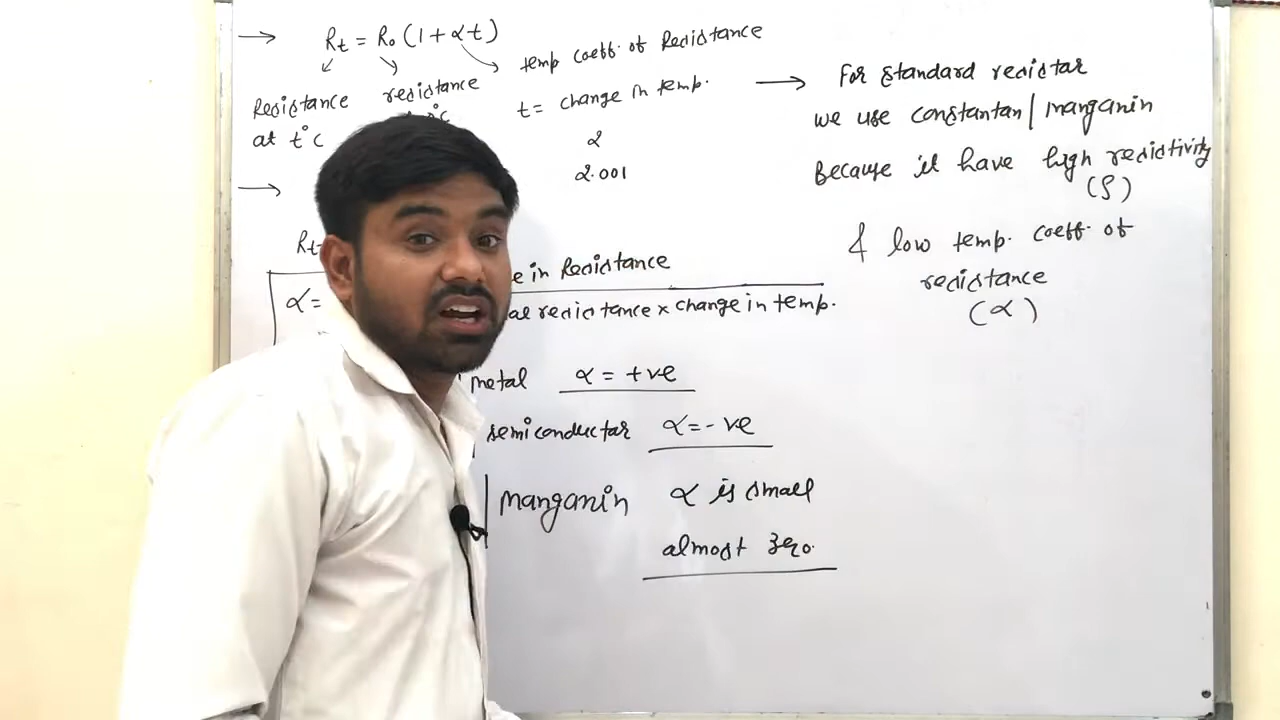 → Rt = R₀ (1 + αt)
Resistance at t°C
resistance °C
temp coeff. of Resistance
t = change in temp.
α
2.001
→
Rt
α = e in Resistance
resistance × change in temp.
metal α = +ve
semiconductor α = -ve
manganin α is small
almost zero.
→ For standard resistor
we use constantan | manganin
Because it have high resistivity
(ρ)
& low temp. coeff. of
resistance
(α)